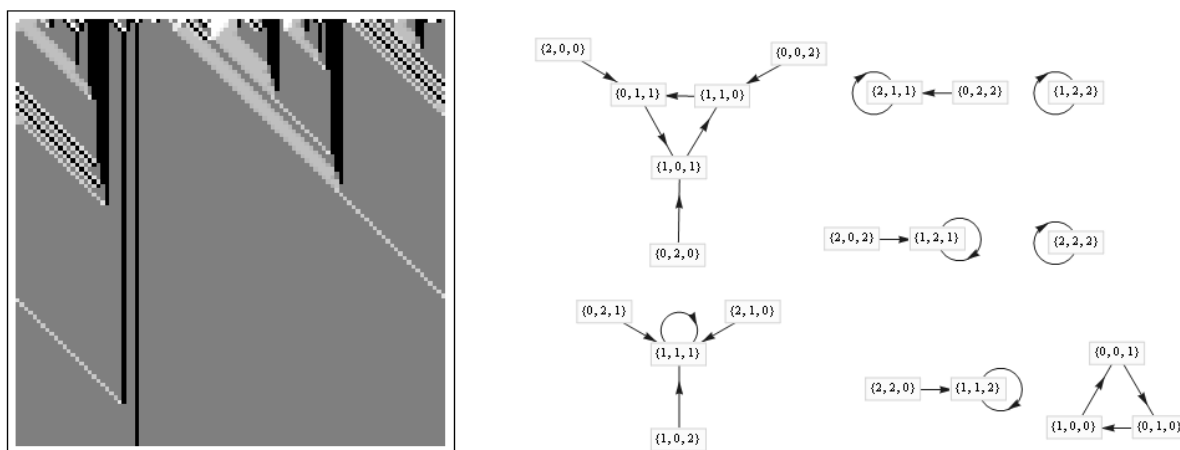 {2, 0, 0}
{0, 0, 2}
{0, 1, 1}
{1, 1, 0}
{2, 1, 1}
{0, 2, 2}
{1, 2, 2}
{1, 0, 1}
{2, 0, 2}
{1, 2, 1}
{2, 2, 2}
{0, 2, 0}
{0, 2, 1}
{2, 1, 0}
{1, 1, 1}
{0, 0, 1}
{2, 2, 0}
{1, 1, 2}
{1, 0, 0}
{0, 1, 0}
{1, 0, 2}